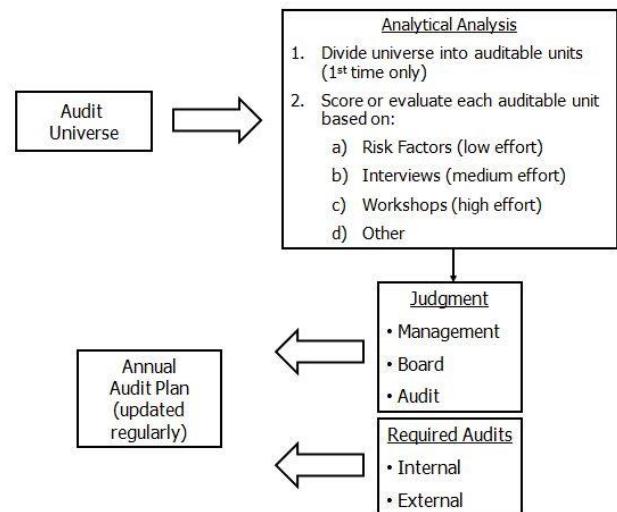 Analytical Analysis
1. Divide universe into auditable units
(1st time only)
2. Score or evaluate each auditable unit
based on:
a) Risk Factors (low effort)
b) Interviews (medium effort)
c) Workshops (high effort)
d) Other
Audit
Universe
Judgment
• Management
• Board
• Audit
Annual
Audit Plan
(updated
regularly)
Required Audits
• Internal
• External